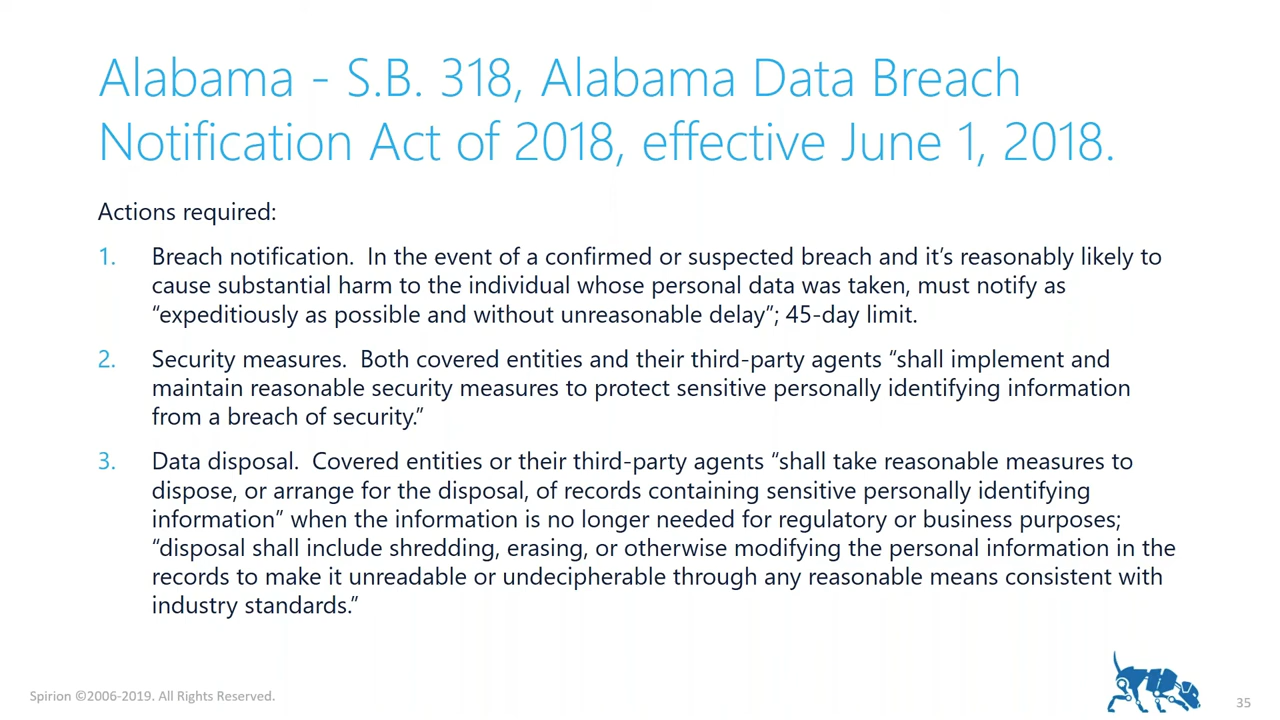 Alabama - S.B. 318, Alabama Data Breach
Notification Act of 2018, effective June 1, 2018.
Actions required:
1. Breach notification.  In the event of a confirmed or suspected breach and it’s reasonably likely to
cause substantial harm to the individual whose personal data was taken, must notify as
“expeditiously as possible and without unreasonable delay”; 45-day limit.
2. Security measures.  Both covered entities and their third-party agents “shall implement and
maintain reasonable security measures to protect sensitive personally identifying information
from a breach of security.”
3. Data disposal.  Covered entities or their third-party agents “shall take reasonable measures to
dispose, or arrange for the disposal, of records containing sensitive personally identifying
information” when the information is no longer needed for regulatory or business purposes;
“disposal shall include shredding, erasing, or otherwise modifying the personal information in the
records to make it unreadable or undecipherable through any reasonable means consistent with
industry standards.”
Spirion ©2006-2019. All Rights Reserved.
35